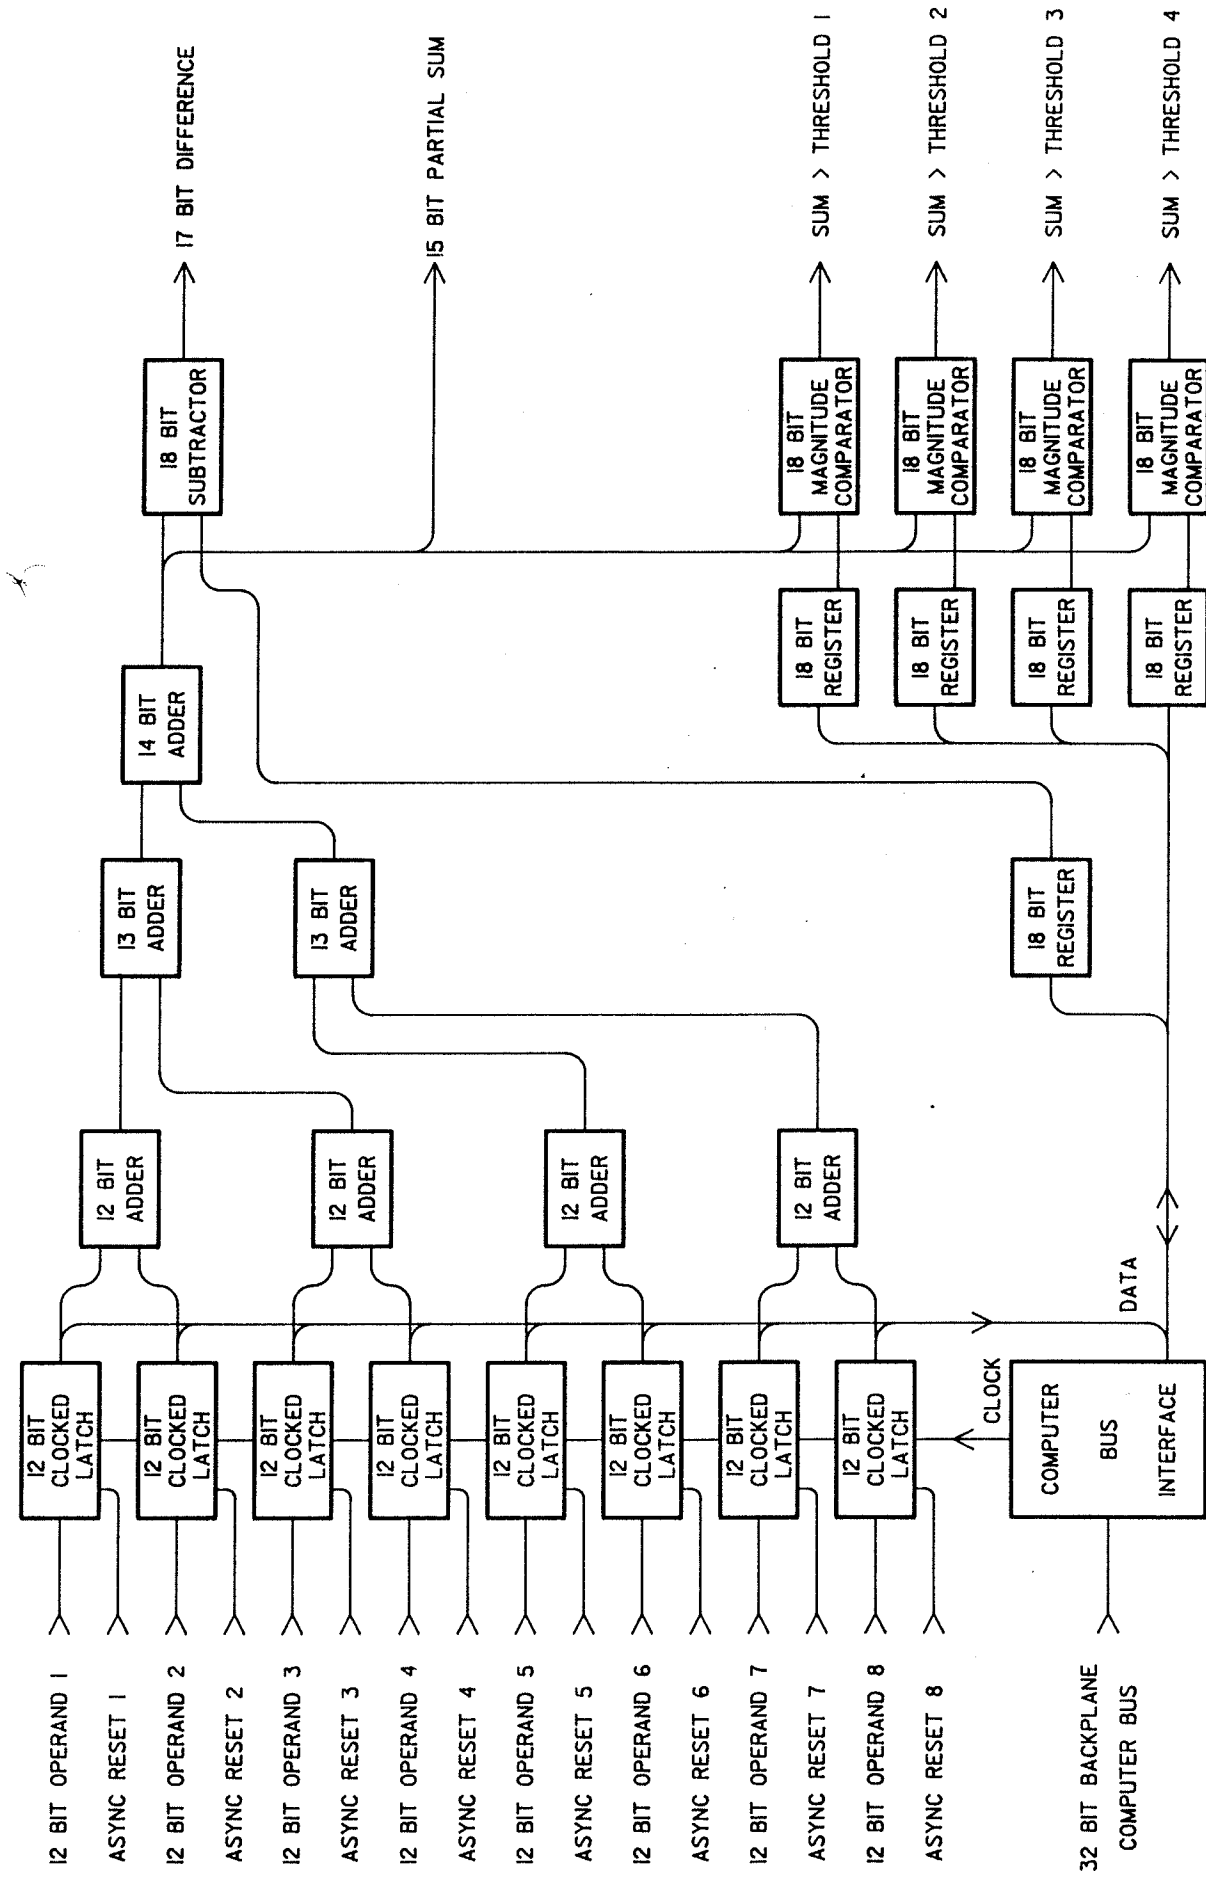 12 BIT OPERAND 1
ASYNC RESET 1
12 BIT OPERAND 2
ASYNC RESET 2
12 BIT OPERAND 3
ASYNC RESET 3
12 BIT OPERAND 4
ASYNC RESET 4
12 BIT OPERAND 5
ASYNC RESET 5
12 BIT OPERAND 6
ASYNC RESET 6
12 BIT OPERAND 7
ASYNC RESET 7
12 BIT OPERAND 8
ASYNC RESET 8
32 BIT BACKPLANE
COMPUTER BUS
12 BIT
CLOCKED
LATCH
12 BIT
CLOCKED
LATCH
12 BIT
CLOCKED
LATCH
12 BIT
CLOCKED
LATCH
12 BIT
CLOCKED
LATCH
12 BIT
CLOCKED
LATCH
12 BIT
CLOCKED
LATCH
12 BIT
CLOCKED
LATCH
CLOCK
COMPUTER
BUS
INTERFACE
DATA
12 BIT
ADDER
12 BIT
ADDER
12 BIT
ADDER
12 BIT
ADDER
13 BIT
ADDER
13 BIT
ADDER
18 BIT
REGISTER
14 BIT
ADDER
18 BIT
REGISTER
18 BIT
REGISTER
18 BIT
REGISTER
18 BIT
REGISTER
18 BIT
SUBTRACTOR
18 BIT
MAGNITUDE
COMPARATOR
18 BIT
MAGNITUDE
COMPARATOR
18 BIT
MAGNITUDE
COMPARATOR
18 BIT
MAGNITUDE
COMPARATOR
17 BIT DIFFERENCE
15 BIT PARTIAL SUM
SUM > THRESHOLD 1
SUM > THRESHOLD 2
SUM > THRESHOLD 3
SUM > THRESHOLD 4